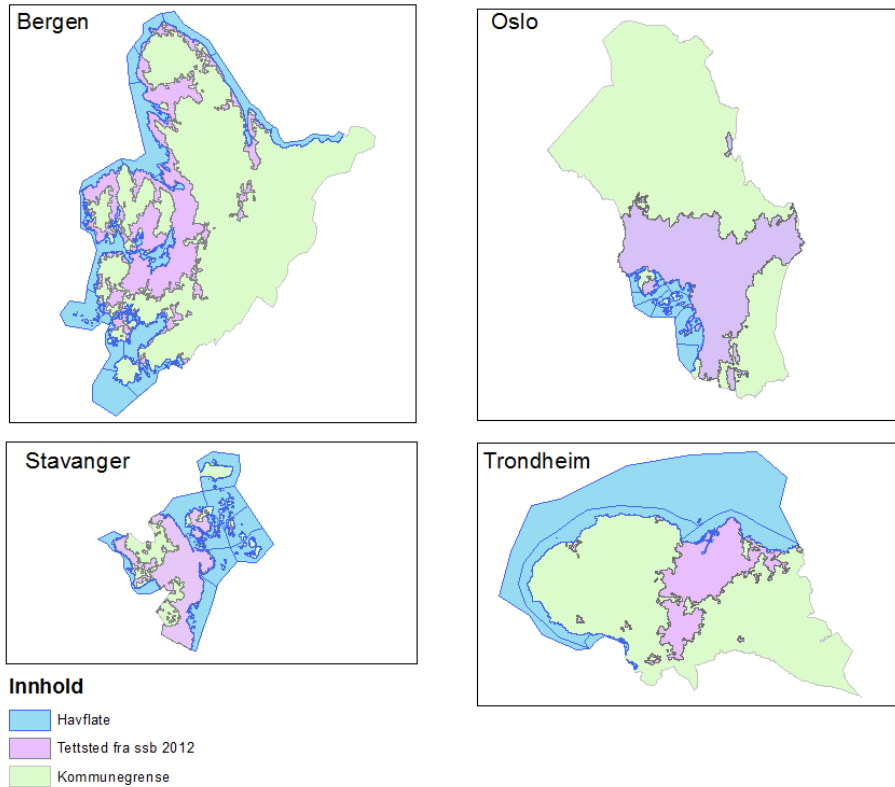 Bergen
Oslo
Stavanger
Trondheim
Innhold
Havflate
Tettsted fra ssb 2012
Kommunegrense